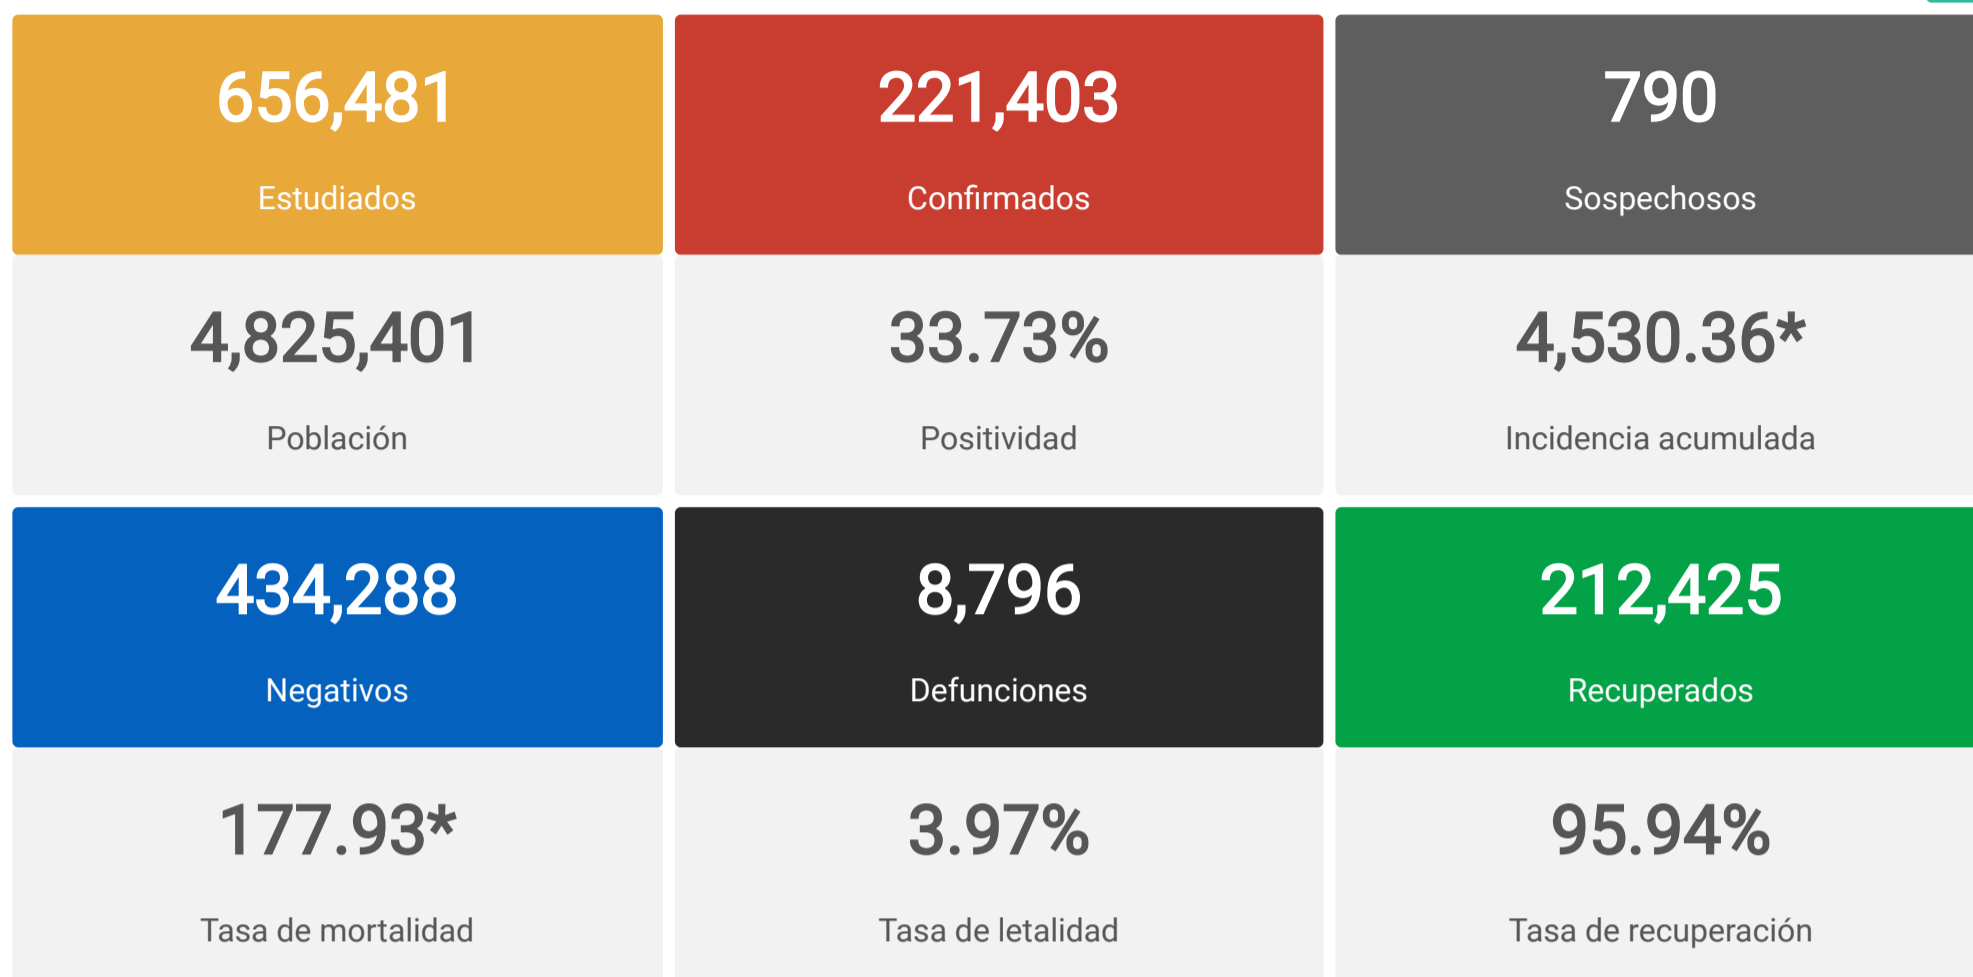 656,481
Estudiados
221,403
Confirmados
790
Sospechosos
4,825,401
Población
33.73%
Positividad
4,530.36*
Incidencia acumulada
434,288
Negativos
8,796
Defunciones
212,425
Recuperados
177.93*
Tasa de mortalidad
3.97%
Tasa de letalidad
95.94%
Tasa de recuperación